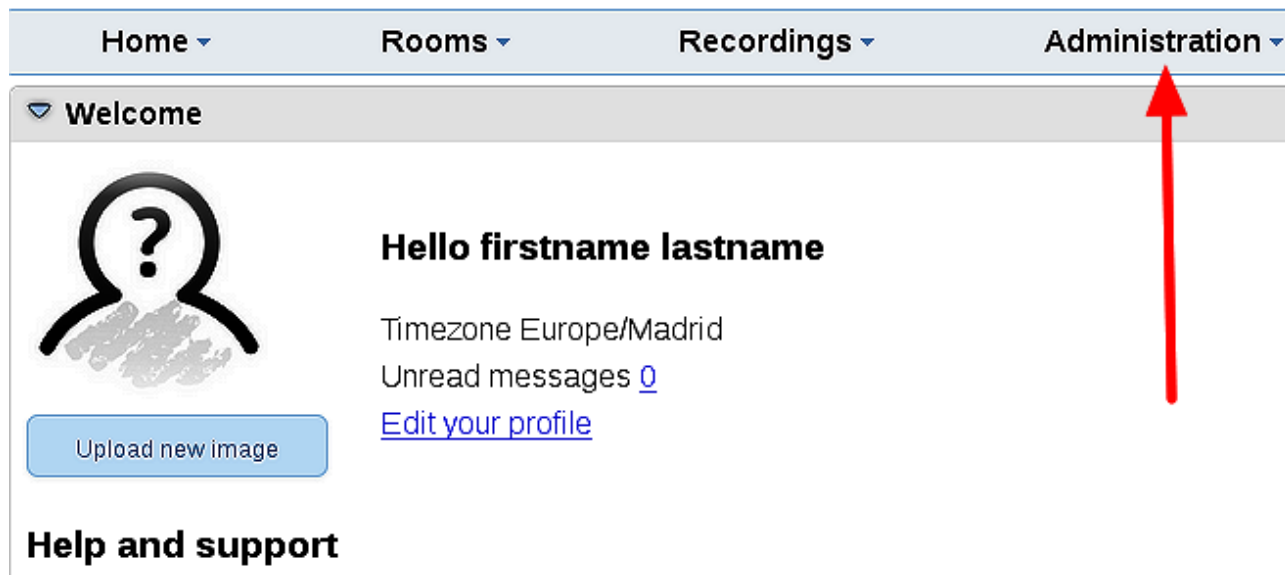 Home Rooms Recordings Administration
Welcome
?
Hello firstname lastname
Timezone Europe/Madrid
Unread messages 0
Edit your profile
Upload new image
Help and support